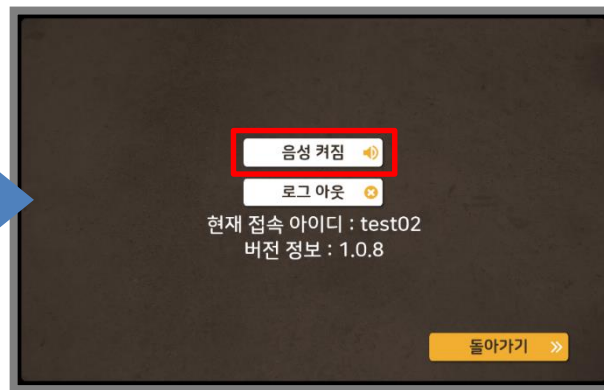 음성 켜짐
로그 아웃
현재 접속 아이디 : test02
버전 정보 : 1.0.8
돌아가기